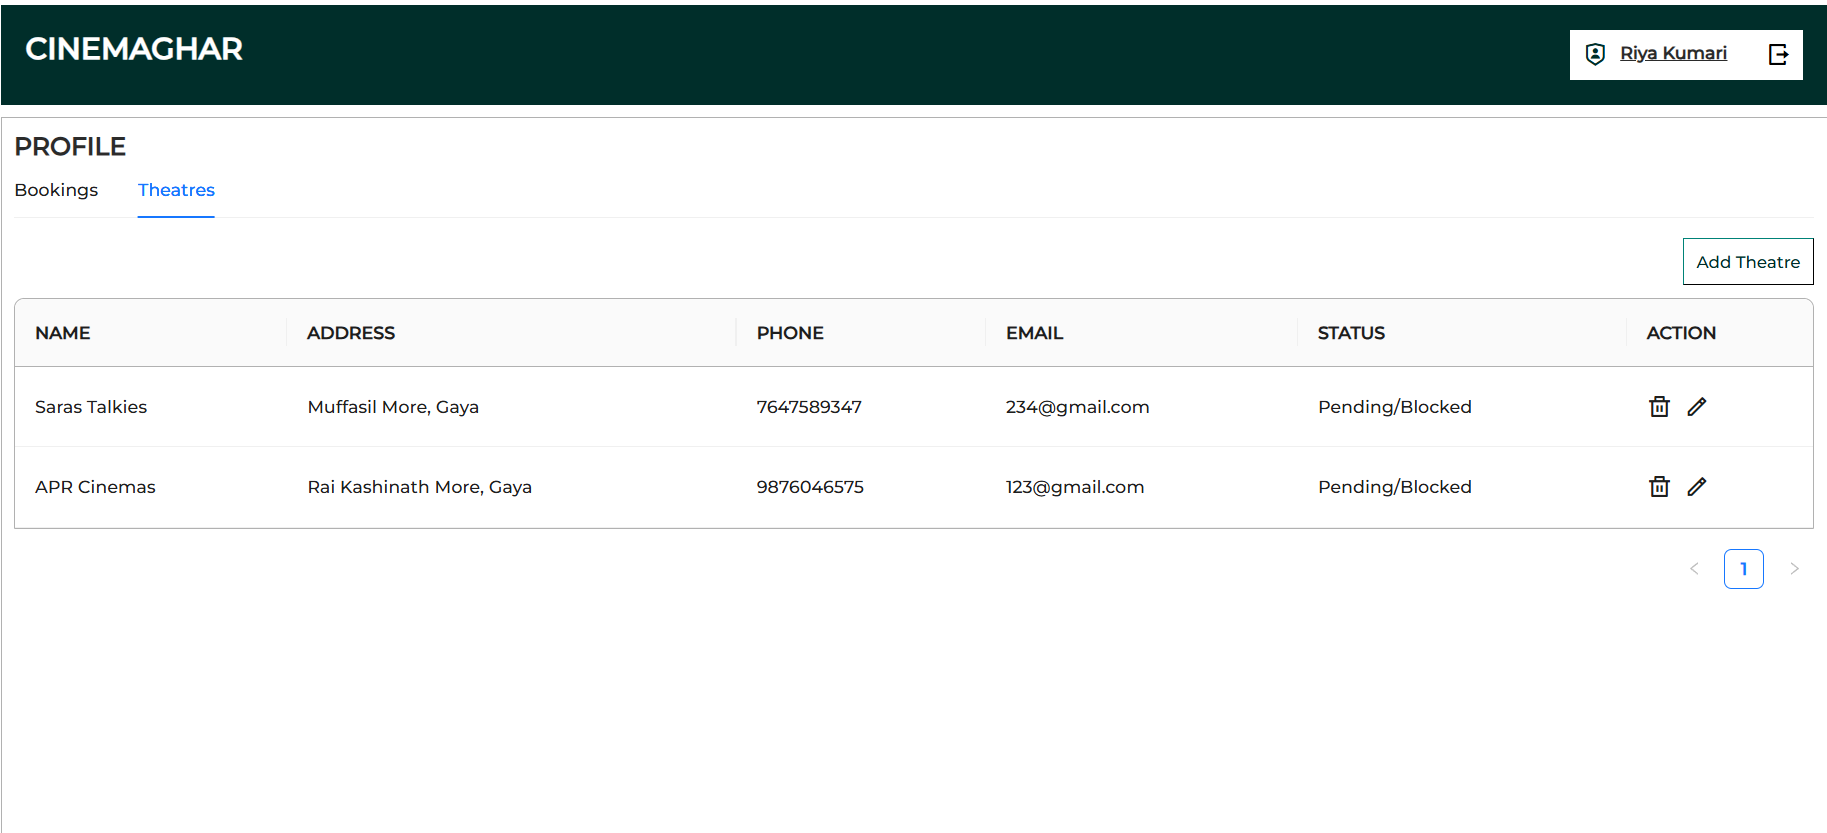 CINEMAGHAR
Riya Kumari
PROFILE
Bookings Theatres
Add Theatre
NAME ADDRESS PHONE EMAIL STATUS ACTION
Saras Talkies Muffasil More, Gaya 7647589347 234@gmail.com Pending/Blocked
APR Cinemas Rai Kashinath More, Gaya 9876046575 123@gmail.com Pending/Blocked
< 1 >